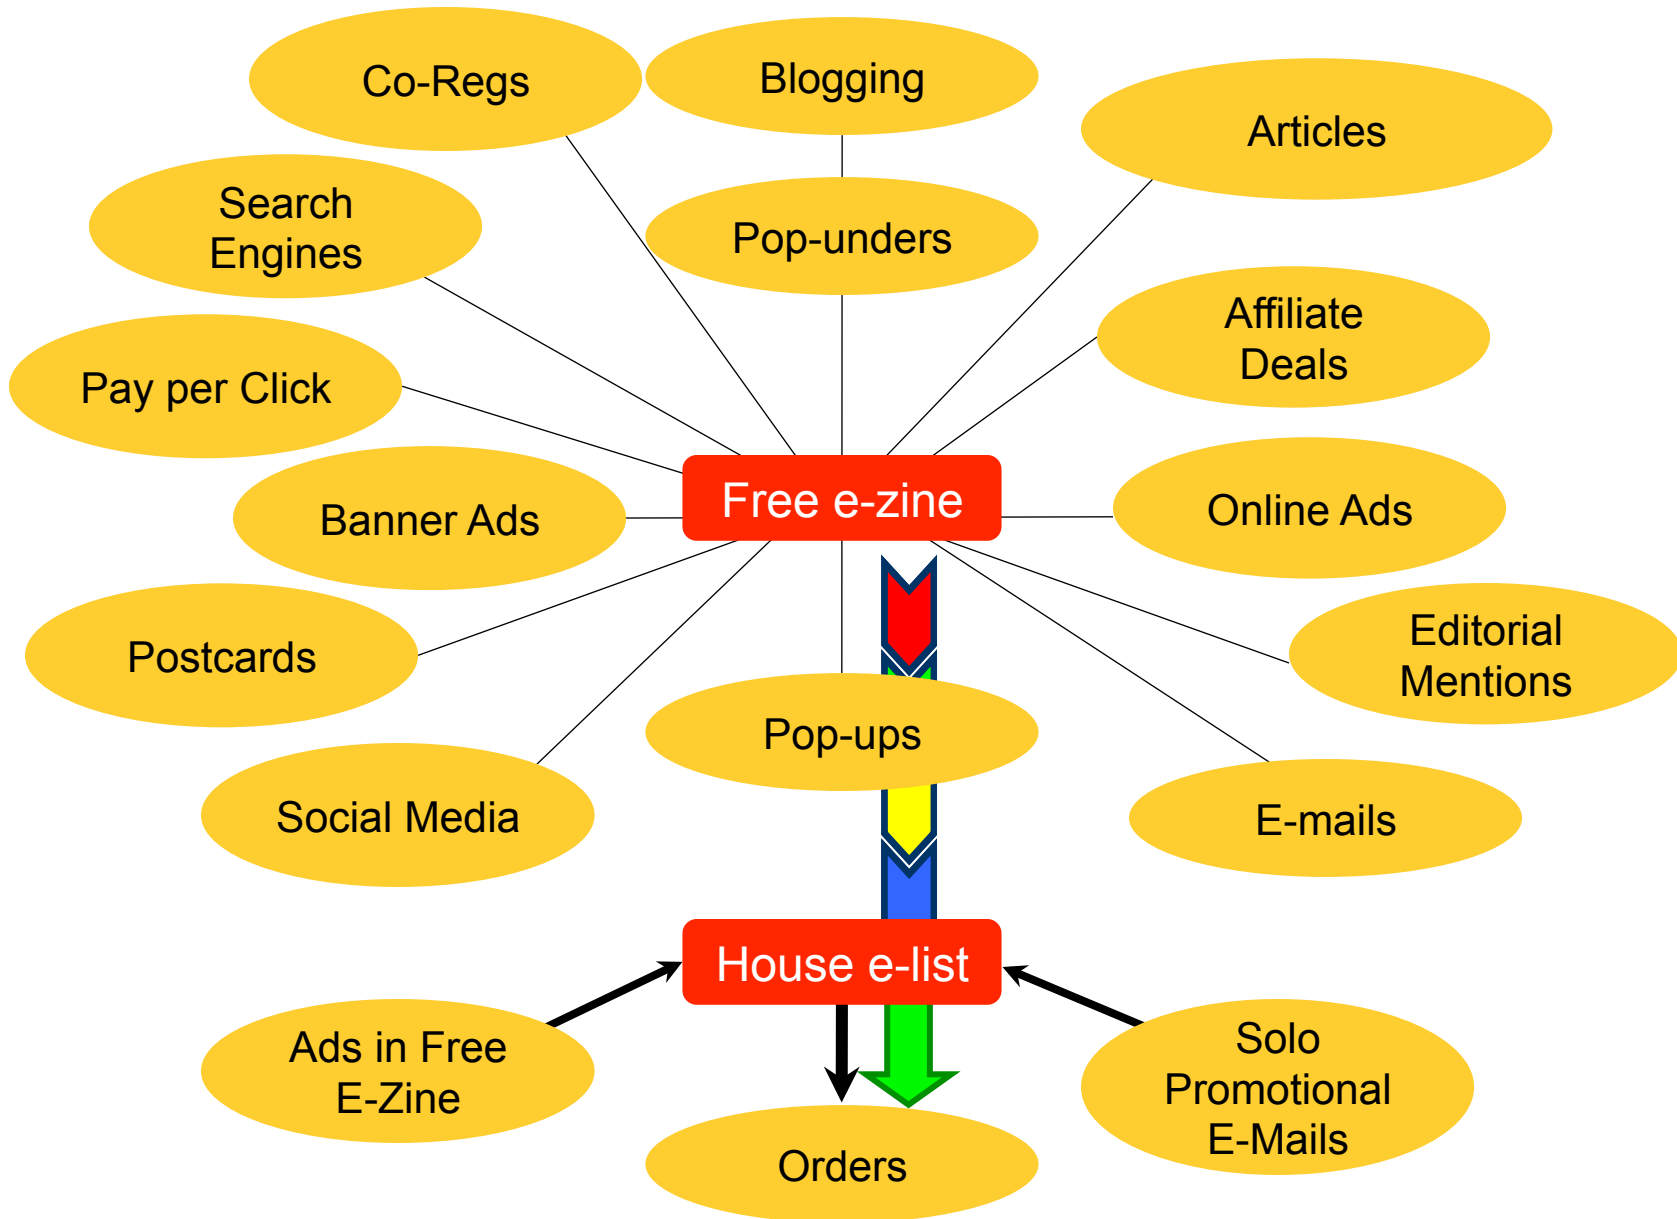 Co-Regs
Blogging
Articles
Search
Engines
Pop-unders
Affiliate
Deals
Pay per Click
Free e-zine
Banner Ads
Online Ads
Postcards
Editorial
Mentions
Pop-ups
Social Media
E-mails
House e-list
Ads in Free
E-Zine
Solo
Promotional
E-Mails
Orders